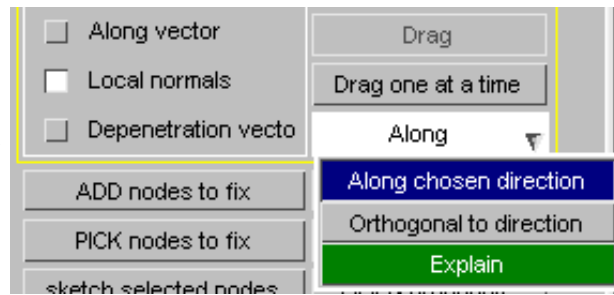 Along vector
Drag
Local normals
Drag one at a time
Depenetration vecto
Along
ADD nodes to fix
Along chosen direction
Orthogonal to direction
PICK nodes to fix
Explain
sketch selected nodes